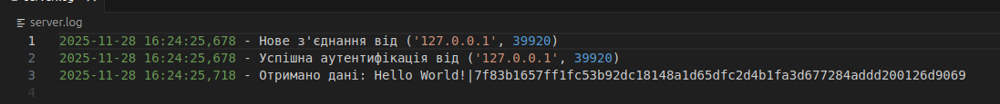 server.log
1 2025-11-28 16:24:25,678 - Нове з'єднання від ('127.0.0.1', 39920)
2 2025-11-28 16:24:25,678 - Успішна аутентифікація від ('127.0.0.1', 39920)
3 2025-11-28 16:24:25,718 - Отримано дані: Hello World!|7f83b1657ff1fc53b92dc18148a1d65dfc2d4b1fa3d677284addd200126d9069
4